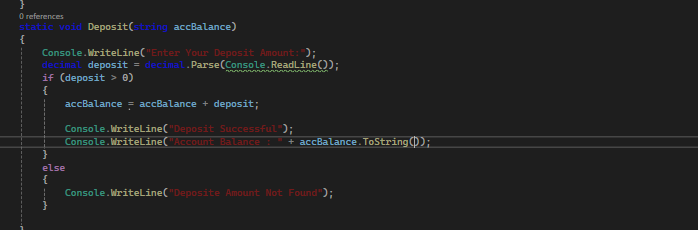 }
0 references
static void Deposit(string accBalance)
{
Console.WriteLine("Enter Your Deposit Amount:");
decimal deposit = decimal.Parse(Console.ReadLine());
if (deposit > 0)
{
accBalance = accBalance + deposit;
Console.WriteLine("Deposit Successful");
Console.WriteLine("Account Balance : " + accBalance.ToString());
}
else
{
Console.WriteLine("Deposite Amount Not Found");
}
}